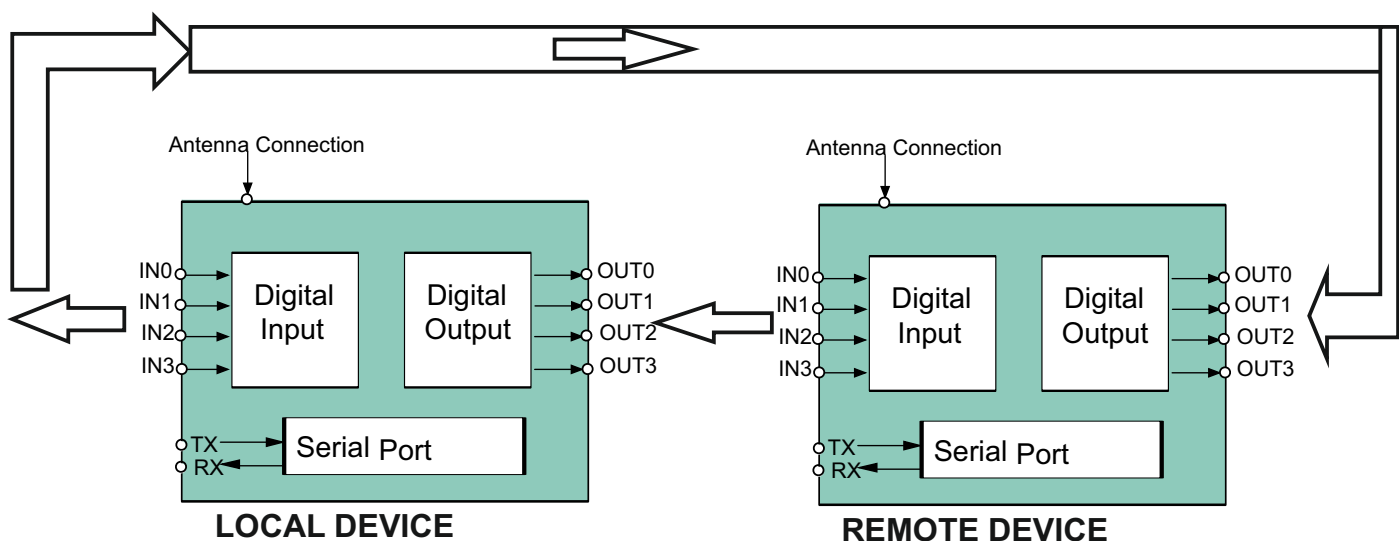 Antenna Connection
IN0
IN1
IN2
IN3
Digital
Input
Digital
Output
OUT0
OUT1
OUT2
OUT3
TX
RX
Serial Port
LOCAL DEVICE
Antenna Connection
IN0
IN1
IN2
IN3
Digital
Input
Digital
Output
OUT0
OUT1
OUT2
OUT3
TX
RX
Serial Port
REMOTE DEVICE